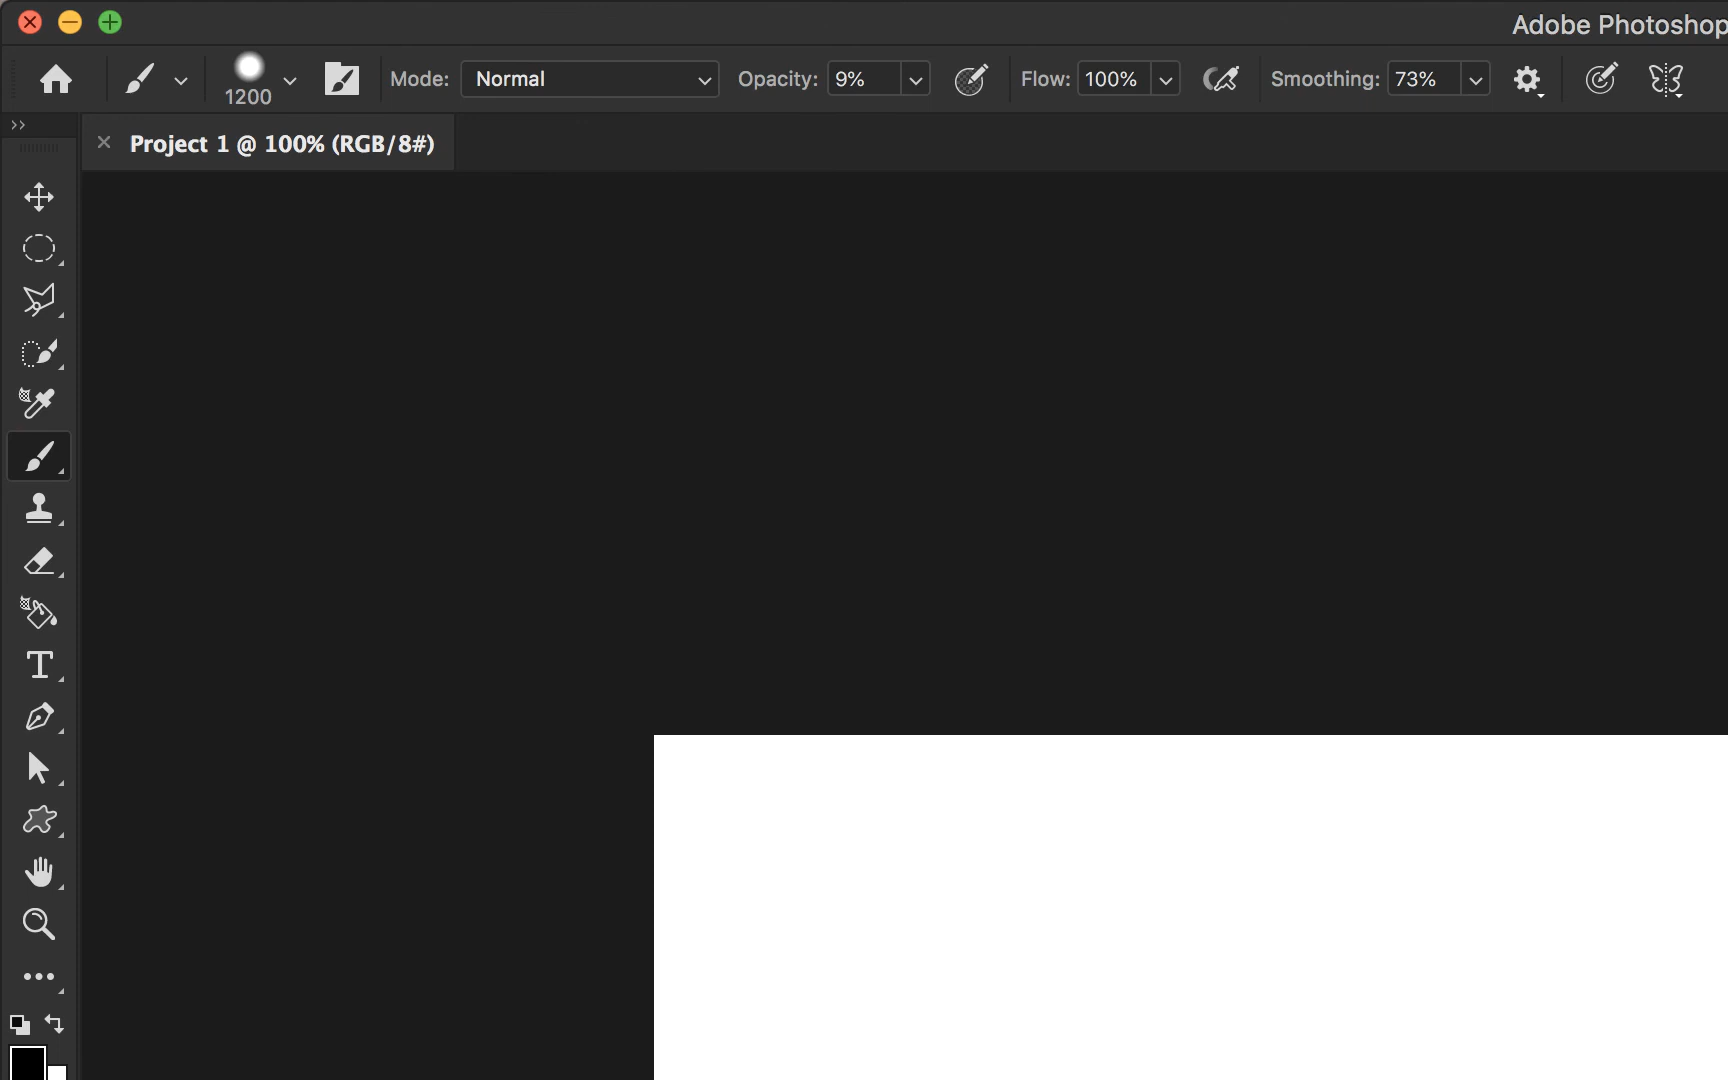 Adobe Photoshop
1200
Mode: Normal Opacity: 9% Flow: 100% Smoothing: 73%
Project 1 @ 100% (RGB/8#)